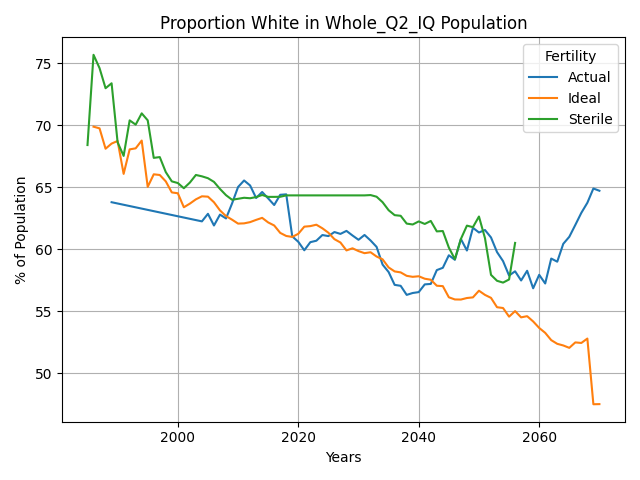 Proportion White in Whole_Q2_IQ Population
Fertility
Actual
Ideal
Sterile
% of Population
75
70
65
60
55
50
2000
2020
2040
2060
Years